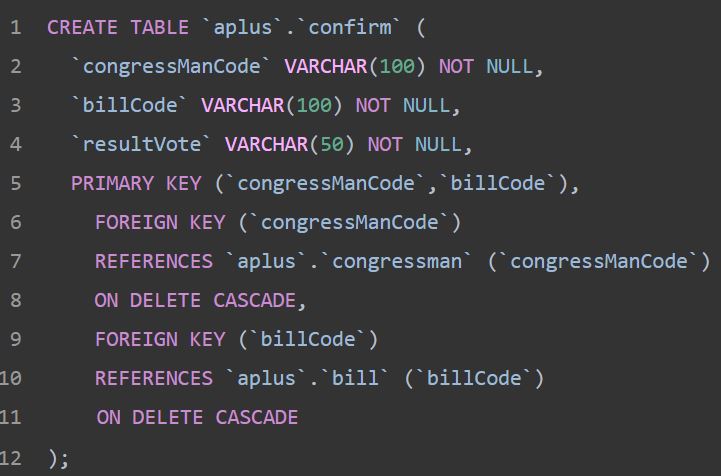 1 CREATE TABLE `aplus`.`confirm` (
2 `congressManCode` VARCHAR(100) NOT NULL,
3 `billCode` VARCHAR(100) NOT NULL,
4 `resultVote` VARCHAR(50) NOT NULL,
5 PRIMARY KEY (`congressManCode`,`billCode`),
6 FOREIGN KEY (`congressManCode`)
7 REFERENCES `aplus`.`congressman` (`congressManCode`)
8 ON DELETE CASCADE,
9 FOREIGN KEY (`billCode`)
10 REFERENCES `aplus`.`bill` (`billCode`)
11 ON DELETE CASCADE
12 );